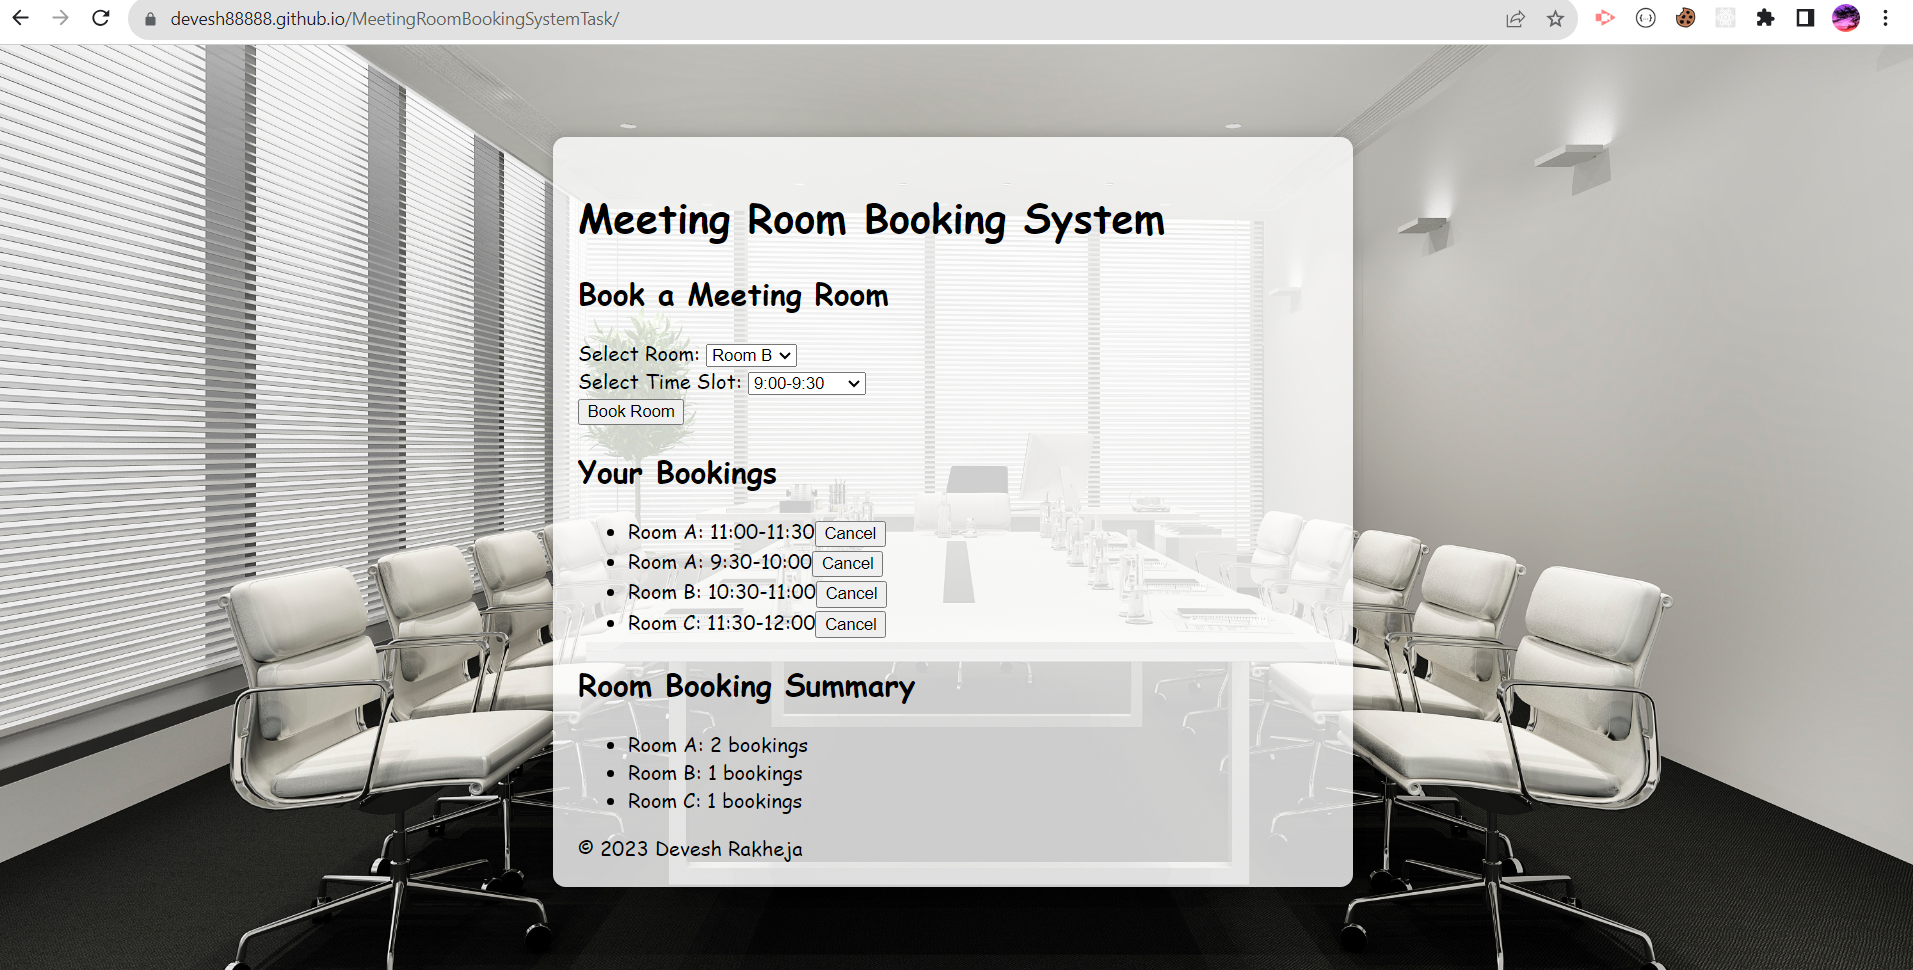 devesh88888.github.io/MeetingRoomBookingSystemTask/
Meeting Room Booking System
Book a Meeting Room
Select Room: Room B
Select Time Slot: 9:00-9:30
Book Room
Your Bookings
Room A: 11:00-11:30 Cancel
Room A: 9:30-10:00 Cancel
Room B: 10:30-11:00 Cancel
Room C: 11:30-12:00 Cancel
Room Booking Summary
Room A: 2 bookings
Room B: 1 bookings
Room C: 1 bookings
© 2023 Devesh Rakheja